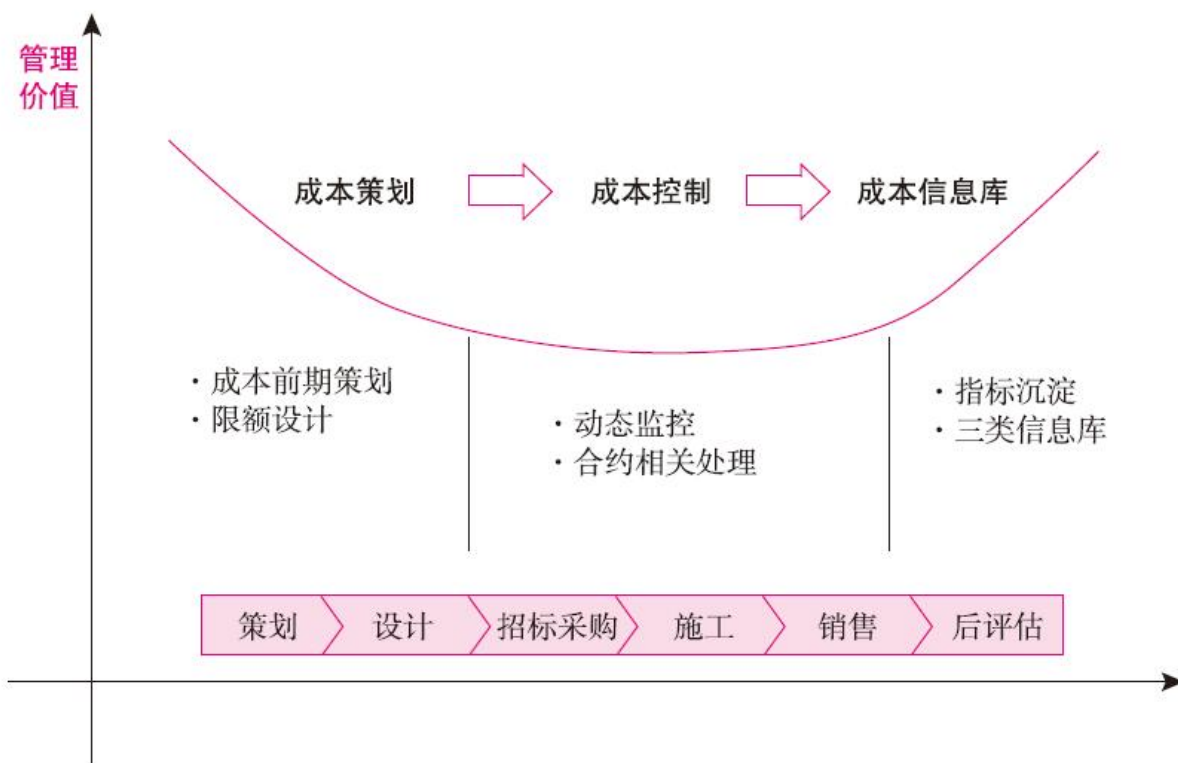 管理
价值
成本策划
成本控制
成本信息库
·成本前期策划
·限额设计
·动态监控
·合约相关处理
·指标沉淀
·三类信息库
策划
设计
招标采购
施工
销售
后评估